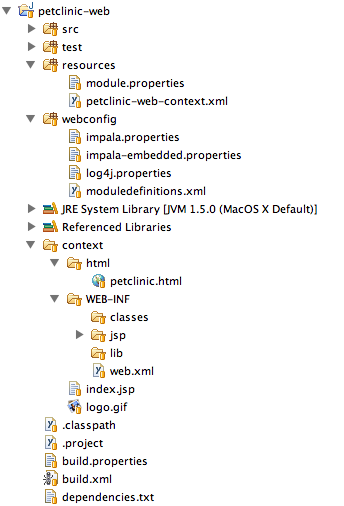 petclinic-web
src
test
resources
module.properties
petclinic-web-context.xml
webconfig
impala.properties
impala-embedded.properties
log4j.properties
moduledefinitions.xml
JRE System Library [JVM 1.5.0 (MacOS X Default)]
Referenced Libraries
context
html
petclinic.html
WEB-INF
classes
jsp
lib
web.xml
index.jsp
logo.gif
.classpath
.project
build.properties
build.xml
dependencies.txt